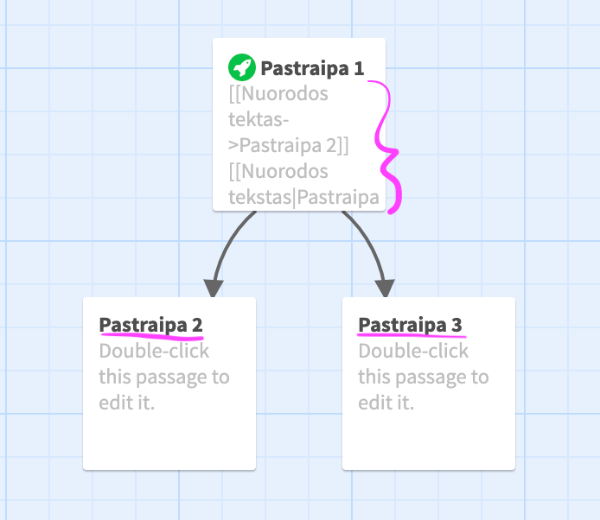 Pastraipa 1
[[Nuorodos
tektas-
>Pastraipa 2]]
[[Nuorodos
tekstas|Pastraipa
Pastraipa 2
Double-click
this passage to
edit it.
Pastraipa 3
Double-click
this passage to
edit it.